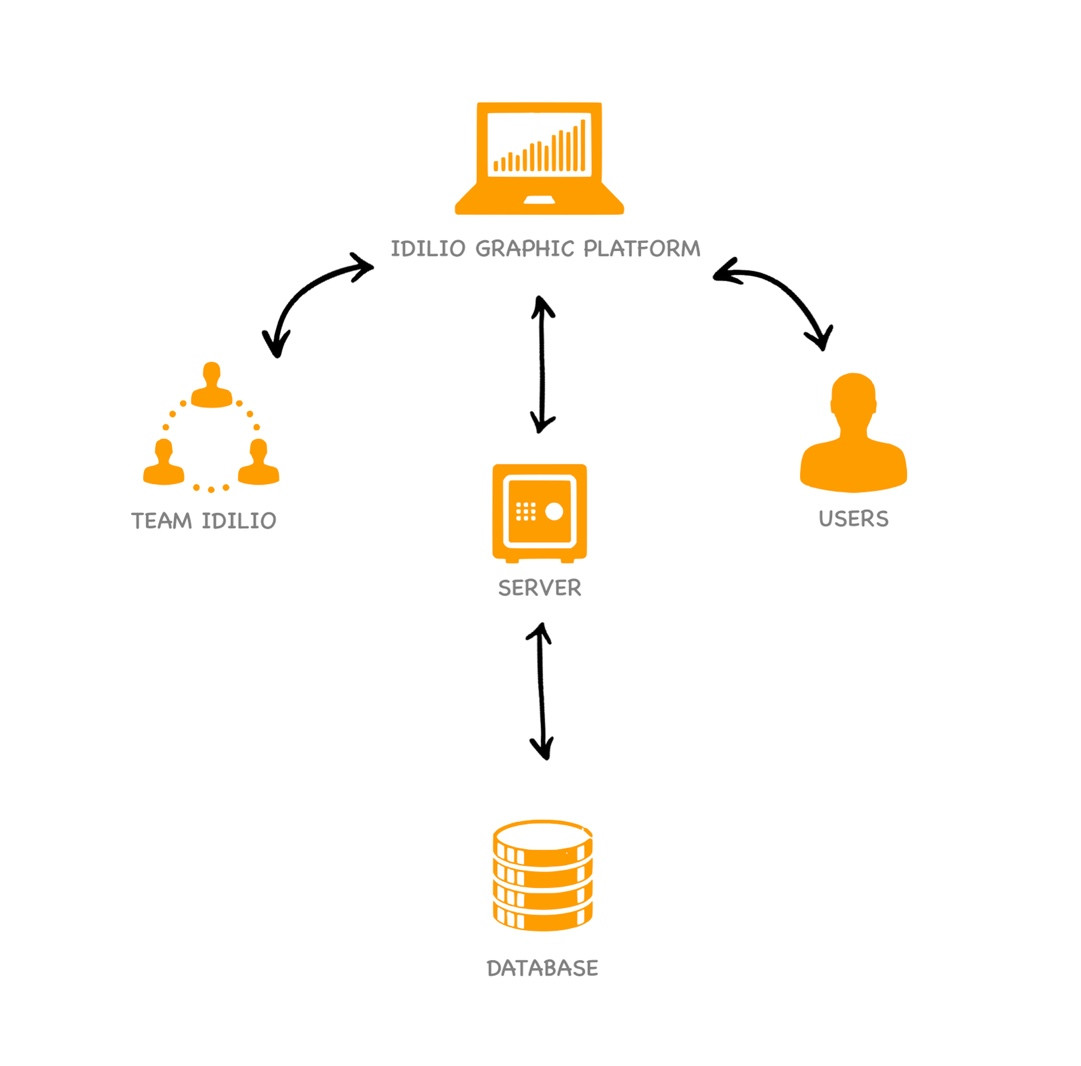 IDILIO GRAPHIC PLATFORM
TEAM IDILIO
USERS
SERVER
DATABASE